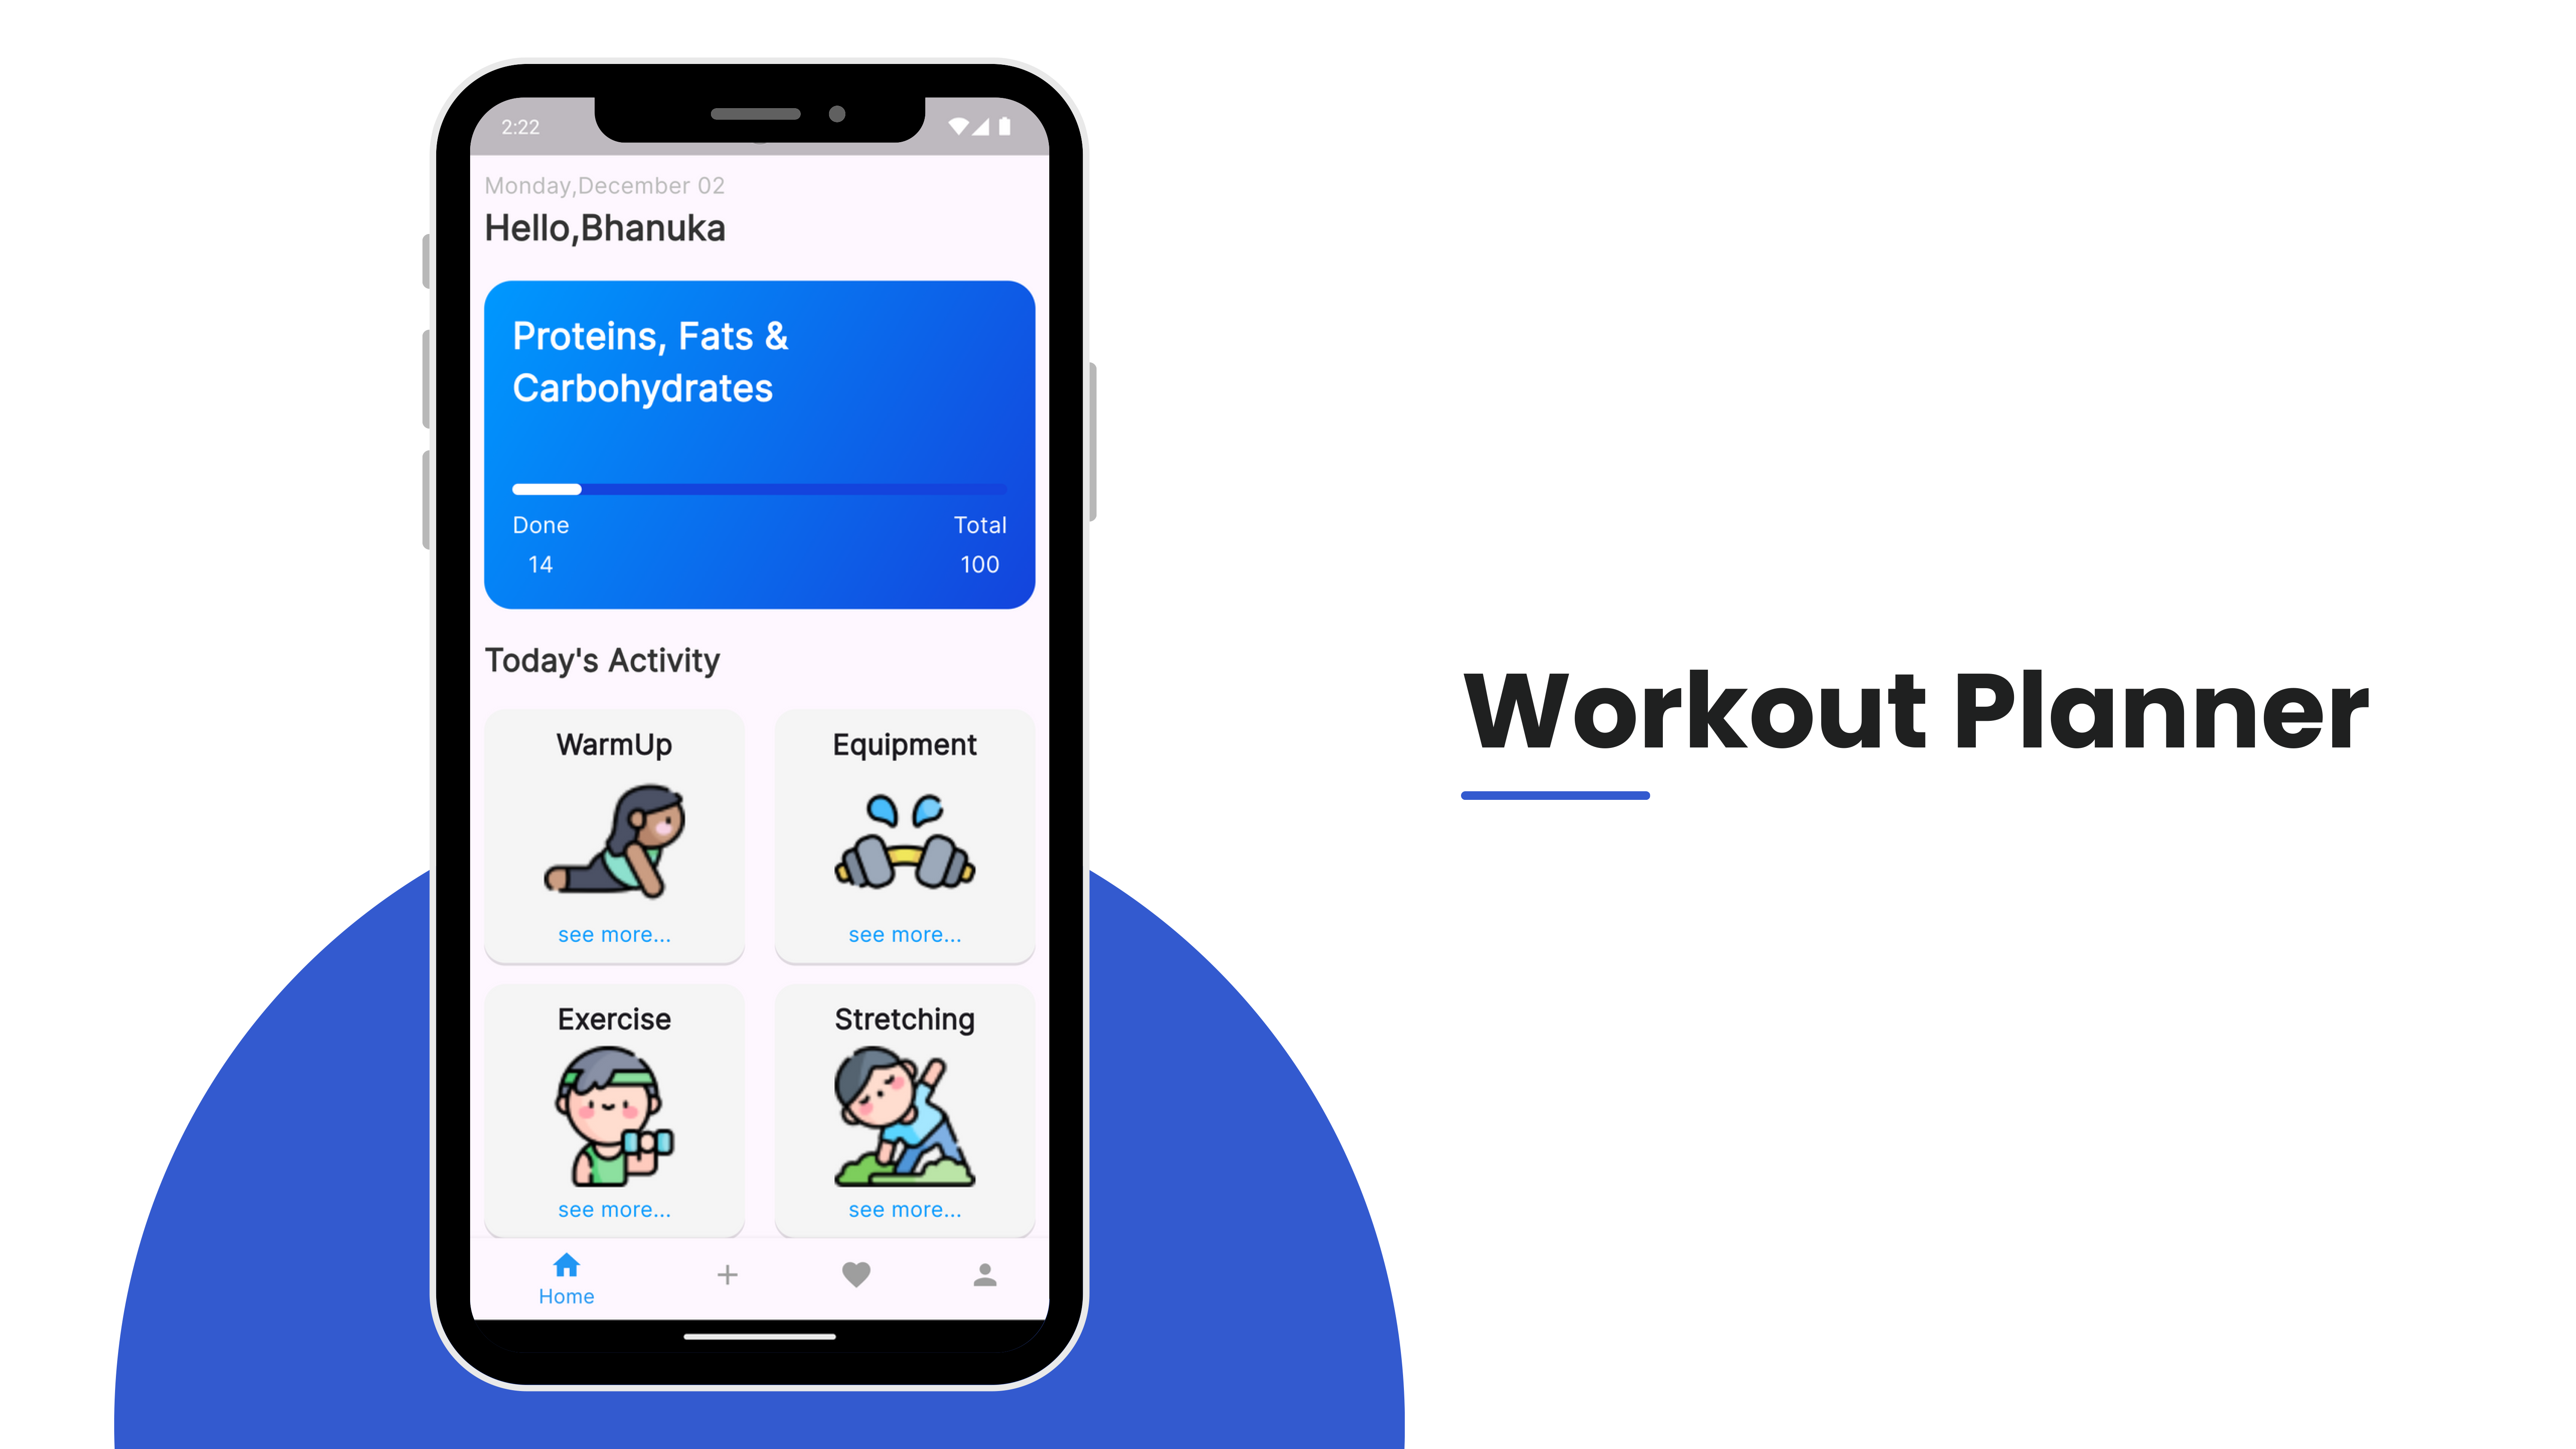 2:22
Monday,December 02
Hello,Bhanuka
Proteins, Fats &
Carbohydrates
Done
Total
14
100
Today's Activity
WarmUp
Equipment
see more...
see more...
Exercise
Stretching
see more...
see more...
Home
Workout Planner